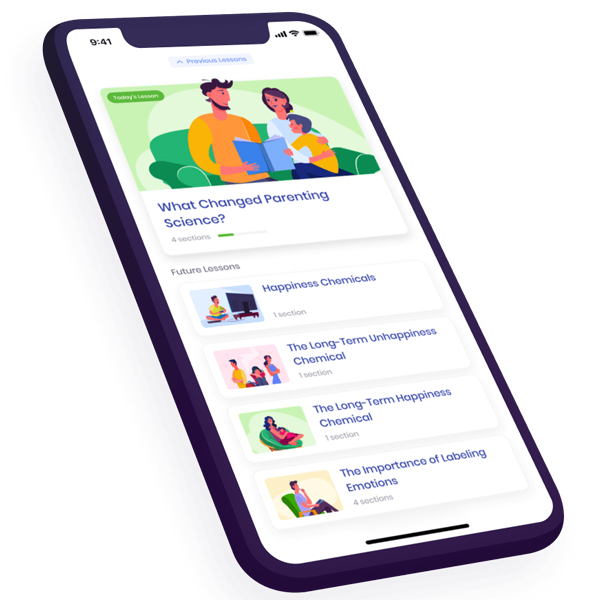 9:41
Previous Lessons
Today's Lesson
What Changed Parenting
Science?
4 sections
Future Lessons
Happiness Chemicals
1 section
The Long-Term Unhappiness
Chemical
1 section
The Long-Term Happiness
Chemical
1 section
The Importance of Labeling
Emotions
4 sections